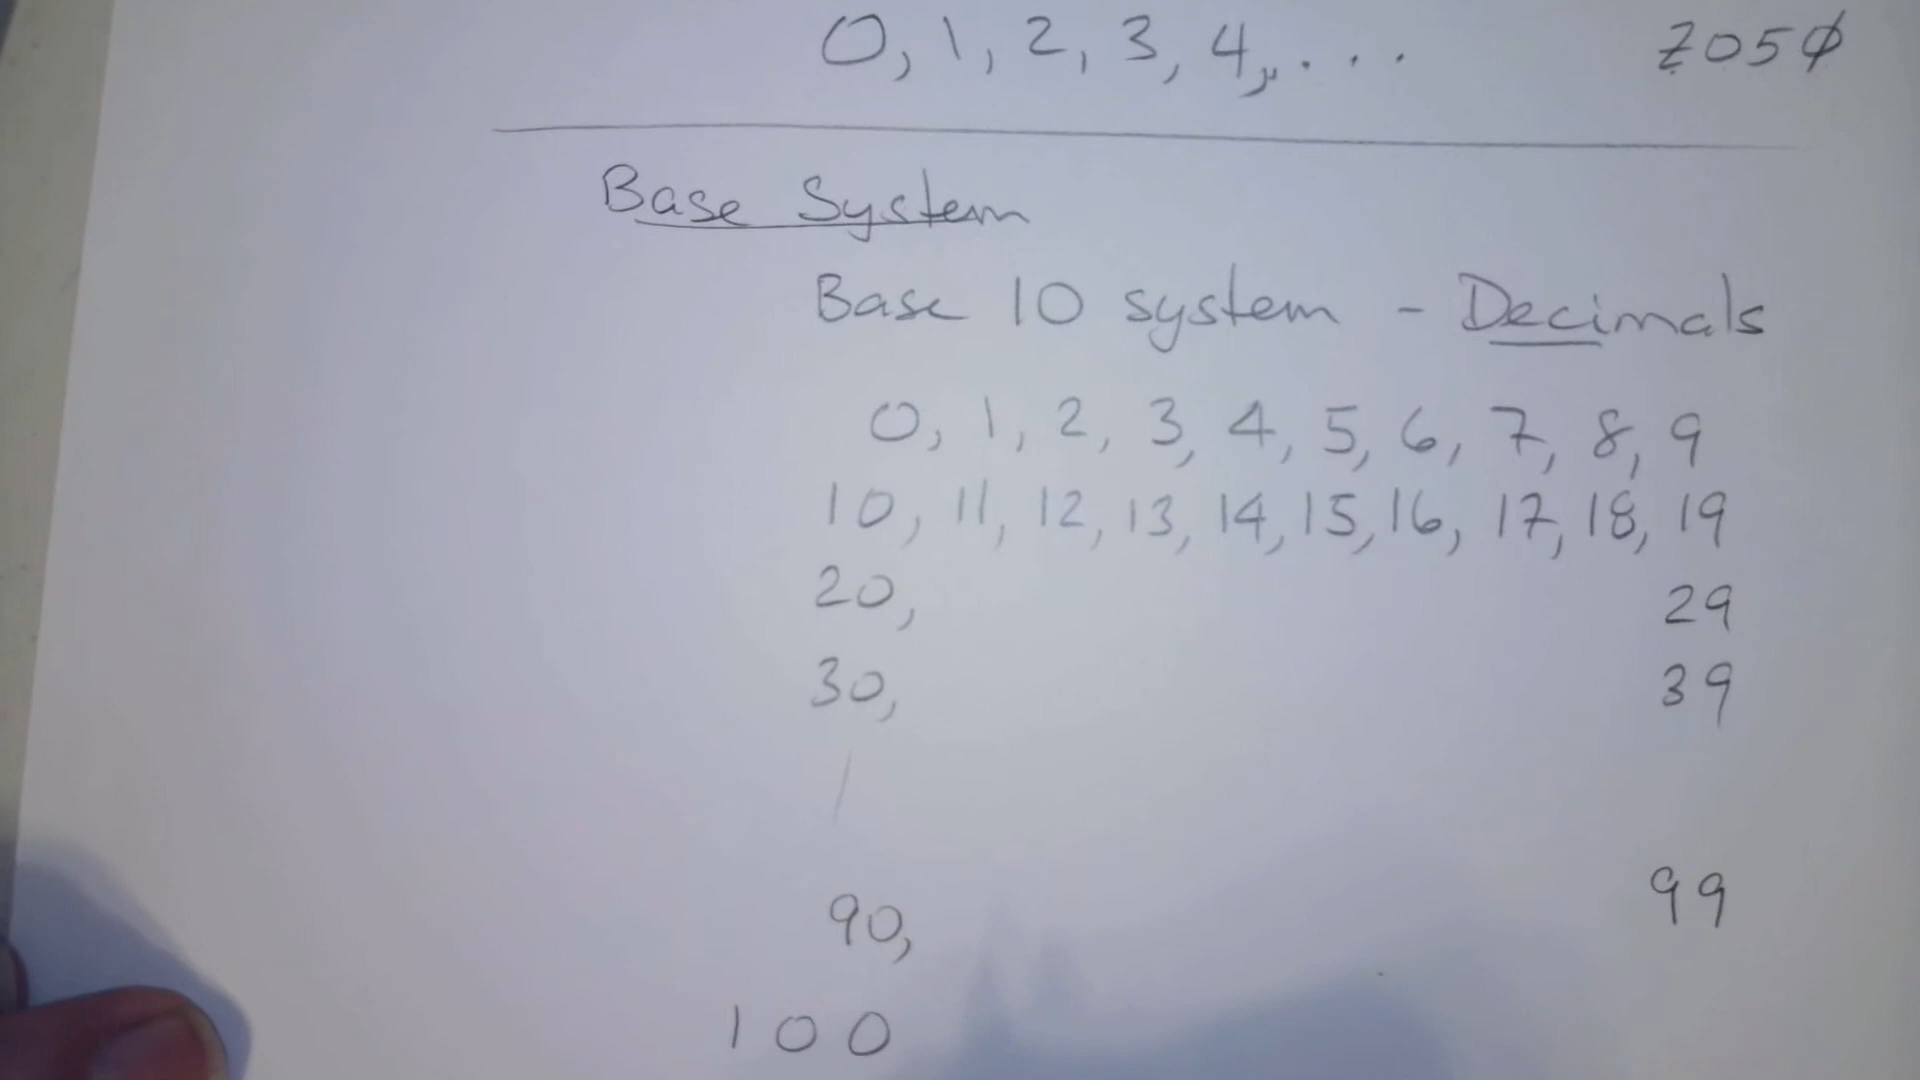 0, 1, 2, 3, 4, . . . 205φ
Base System
Base 10 system - Decimals
0, 1, 2, 3, 4, 5, 6, 7, 8, 9
10, 11, 12, 13, 14, 15, 16, 17, 18, 19
20, 29
30, 39
90, 99
100